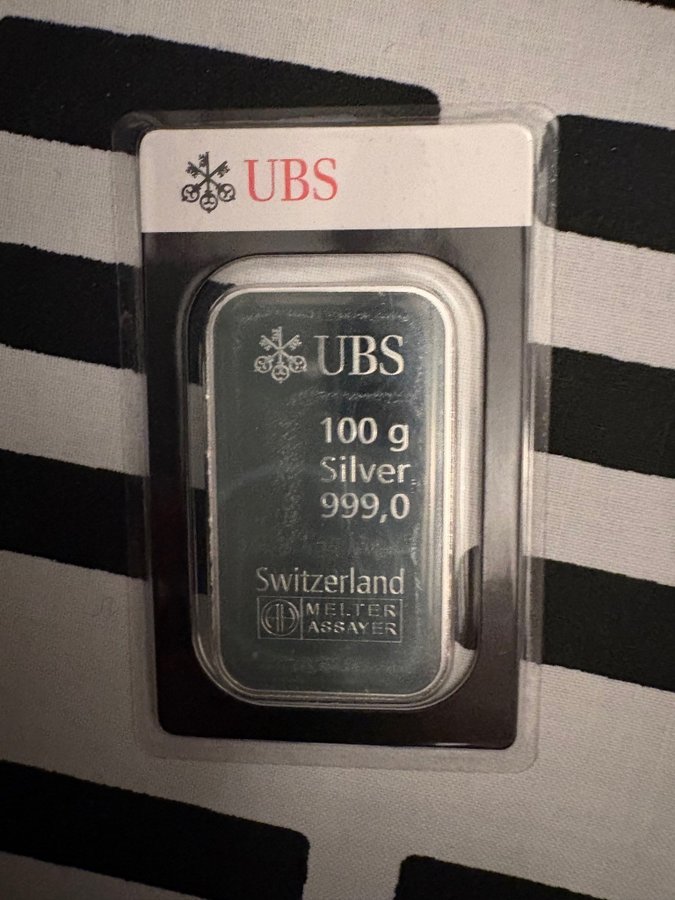 UBS
UBS
100 g
Silver
999,0
Switzerland
MELTER
ASSAYER